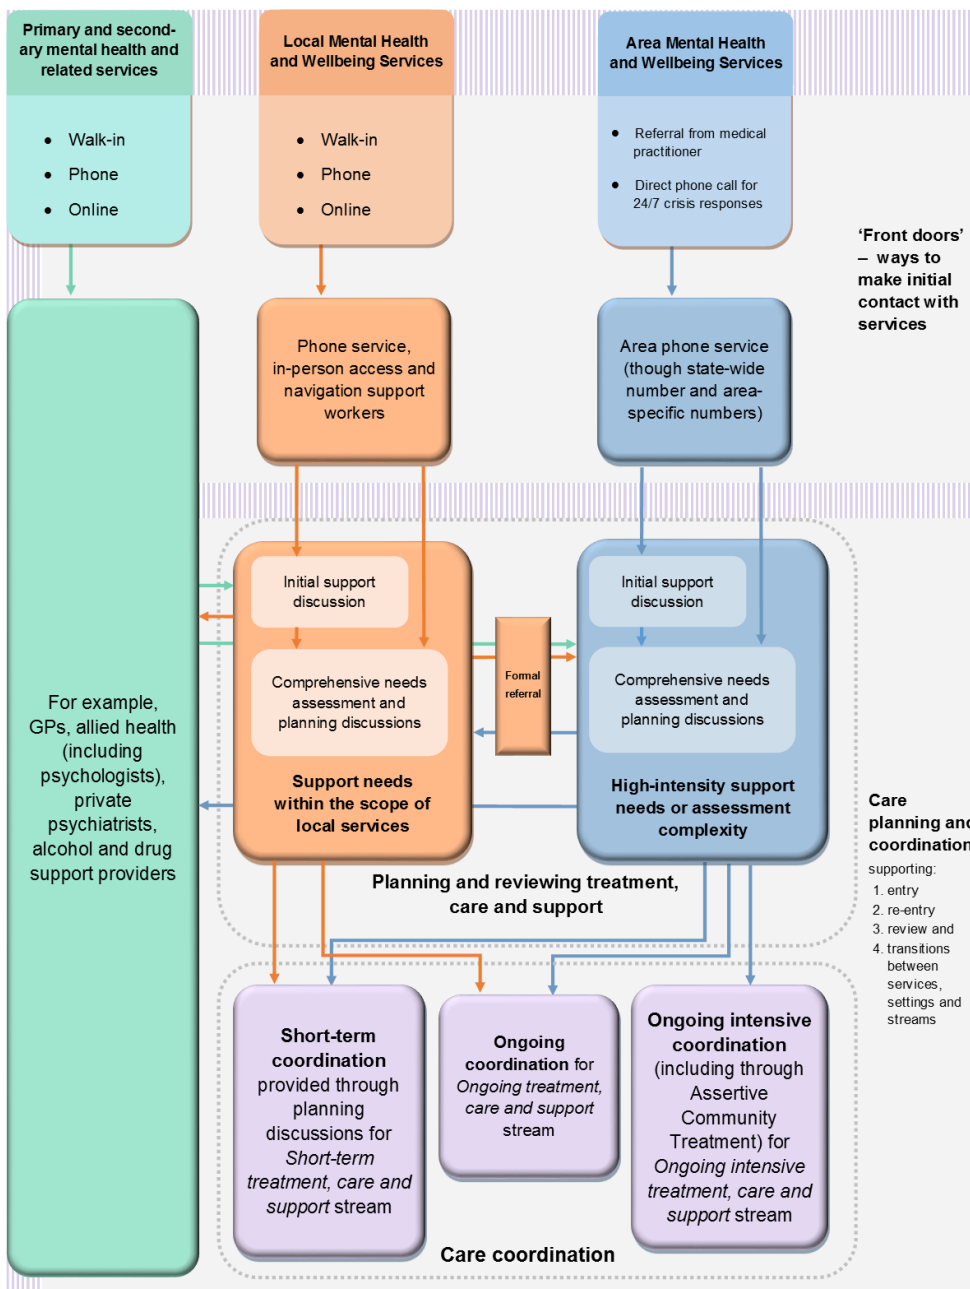 Primary and second-
ary mental health and
related services
• Walk-in
• Phone
• Online
Local Mental Health
and Wellbeing Services
• Walk-in
• Phone
• Online
Area Mental Health
and Wellbeing Services
• Referral from medical
practitioner
• Direct phone call for
24/7 crisis responses
‘Front doors’
– ways to
make initial
contact with
services
Phone service,
in-person access and
navigation support
workers
Area phone service
(though state-wide
number and area-
specific numbers)
For example,
GPs, allied health
(including
psychologists),
private
psychiatrists,
alcohol and drug
support providers
Initial support
discussion
Comprehensive needs
assessment and
planning discussions
Support needs
within the scope of
local services
Formal
referral
Initial support
discussion
Comprehensive needs
assessment and
planning discussions
High-intensity support
needs or assessment
complexity
Planning and reviewing treatment,
care and support
Care
planning and
coordination
supporting:
1. entry
2. re-entry
3. review and
4. transitions
between
services,
settings and
streams
Short-term
coordination
provided through
planning
discussions for
Short-term
treatment, care and
support stream
Ongoing
coordination for
Ongoing treatment,
care and support
stream
Ongoing intensive
coordination
(including through
Assertive
Community
Treatment) for
Ongoing intensive
treatment, care and
support stream
Care coordination